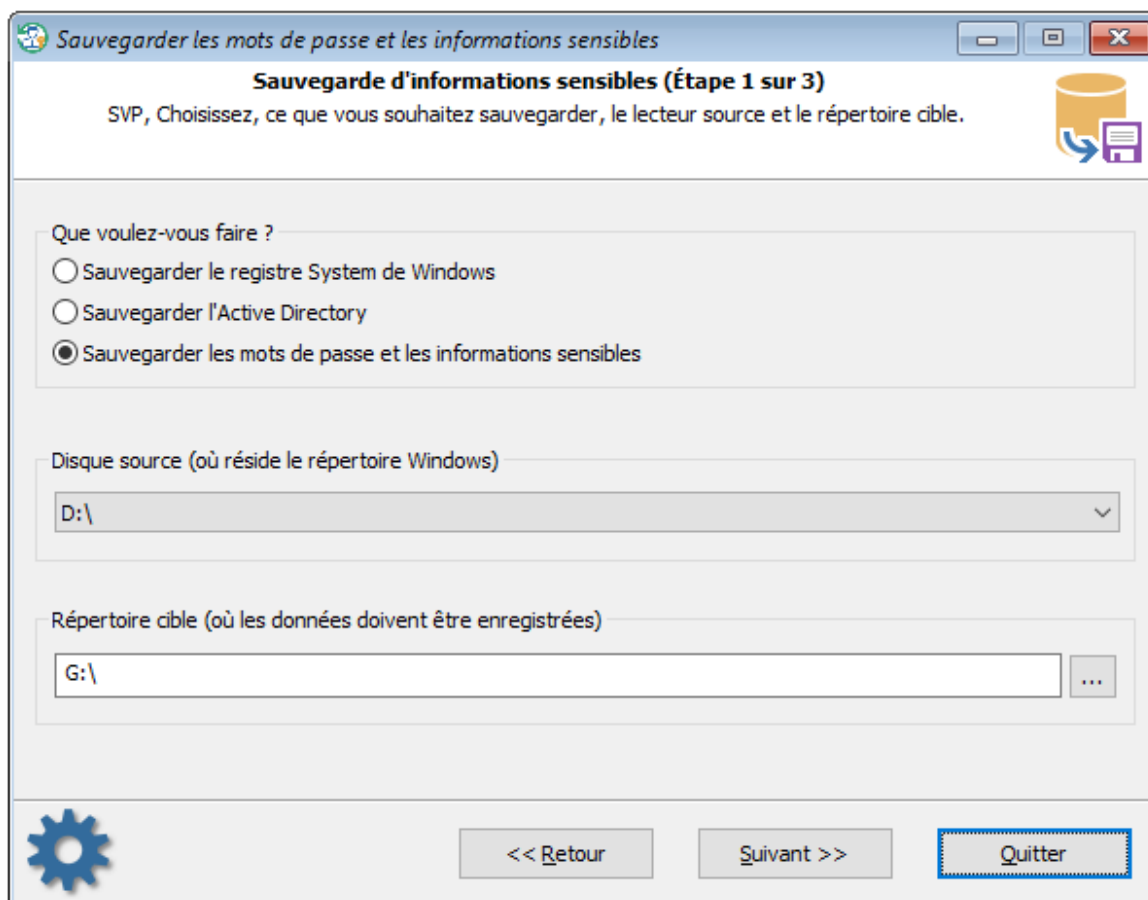 Sauvegarder les mots de passe et les informations sensibles
Sauvegarde d'informations sensibles (Étape 1 sur 3)
SVP, Choisissez, ce que vous souhaitez sauvegarder, le lecteur source et le répertoire cible.
Que voulez-vous faire ?
Sauvegarder le registre System de Windows
Sauvegarder l'Active Directory
Sauvegarder les mots de passe et les informations sensibles
Disque source (où réside le répertoire Windows)
D:\
Répertoire cible (où les données doivent être enregistrées)
G:\
...
<< Retour
Suivant >>
Quitter